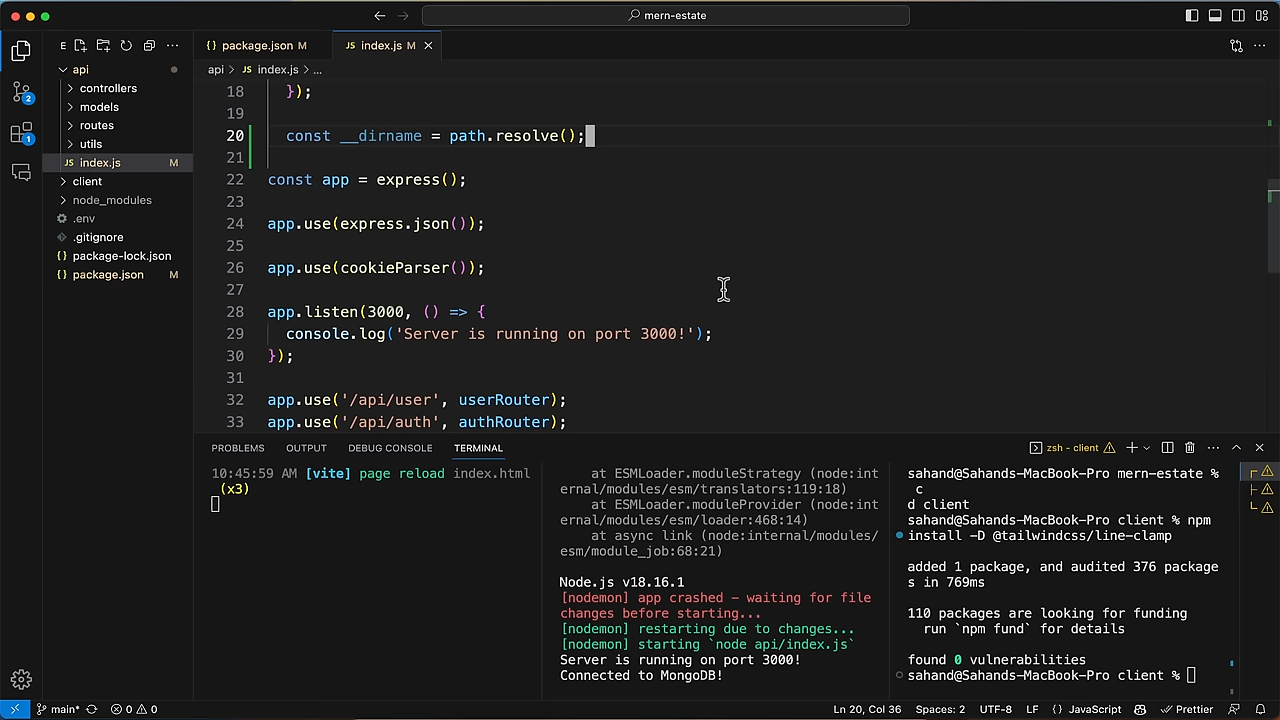 mern-estate
E
package.json M
JS index.js M
api
controllers
models
routes
utils
JS index.js M
client
node_modules
.env
.gitignore
package-lock.json
package.json M
2
1
api > JS index.js > ...
18 });
19
20 const __dirname = path.resolve();
21
22 const app = express();
23
24 app.use(express.json());
25
26 app.use(cookieParser());
27
28 app.listen(3000, () => {
29 console.log('Server is running on port 3000!');
30 });
31
32 app.use('/api/user', userRouter);
33 app.use('/api/auth', authRouter);
PROBLEMS OUTPUT DEBUG CONSOLE TERMINAL
zsh - client
10:45:59 AM [vite] page reload index.html
(x3)
at ESMLoader.moduleStrategy (node:int
ernal/modules/esm/translators:119:18)
at ESMLoader.moduleProvider (node:int
ernal/modules/esm/loader:468:14)
at async link (node:internal/modules/
esm/module_job:68:21)
Node.js v18.16.1
[nodemon] app crashed - waiting for file
changes before starting...
[nodemon] restarting due to changes...
[nodemon] starting `node api/index.js`
Server is running on port 3000!
Connected to MongoDB!
sahand@Sahands-MacBook-Pro mern-estate %
c
d client
sahand@Sahands-MacBook-Pro client % npm
install -D @tailwindcss/line-clamp
added 1 package, and audited 376 package
s in 769ms
110 packages are looking for funding
run `npm fund` for details
found 0 vulnerabilities
sahand@Sahands-MacBook-Pro client %
main* 0 0
Ln 20, Col 36 Spaces: 2 UTF-8 LF {} JavaScript Prettier